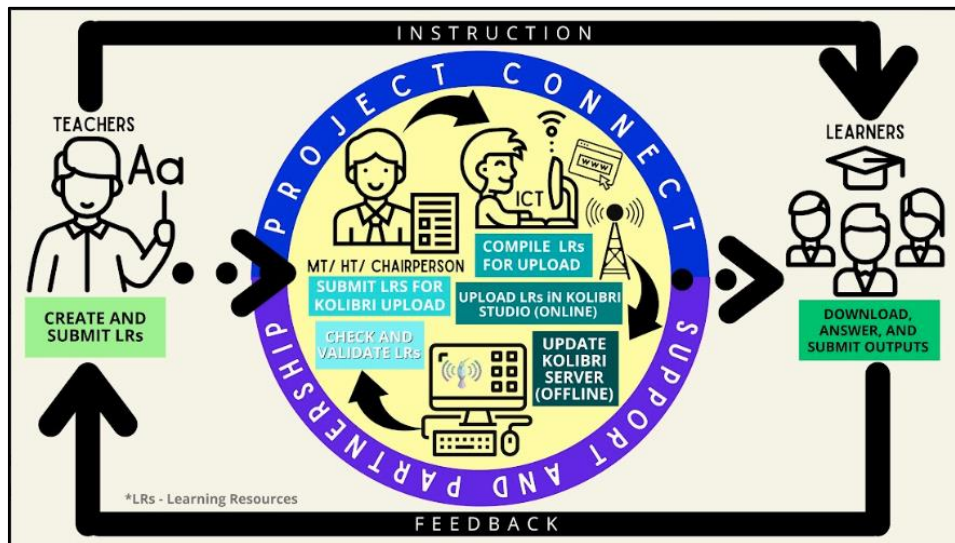 INSTRUCTION
TEACHERS
Aa
CREATE AND
SUBMIT LRs
PROJECT CONNECT
MT/ HT/ CHAIRPERSON
SUBMIT LRS FOR
KOLIBRI UPLOAD
CHECK AND
VALIDATE LRs
WWW
ICT
COMPILE LRs
FOR UPLOAD
UPLOAD LRs iN KOLIBRI
STUDIO (ONLINE)
UPDATE
KOLIBRI
SERVER
(OFFLINE)
SUPPORT AND PARTNERSHIP
LEARNERS
DOWNLOAD,
ANSWER, AND
SUBMIT OUTPUTS
*LRs - Learning Resources
FEEDBACK